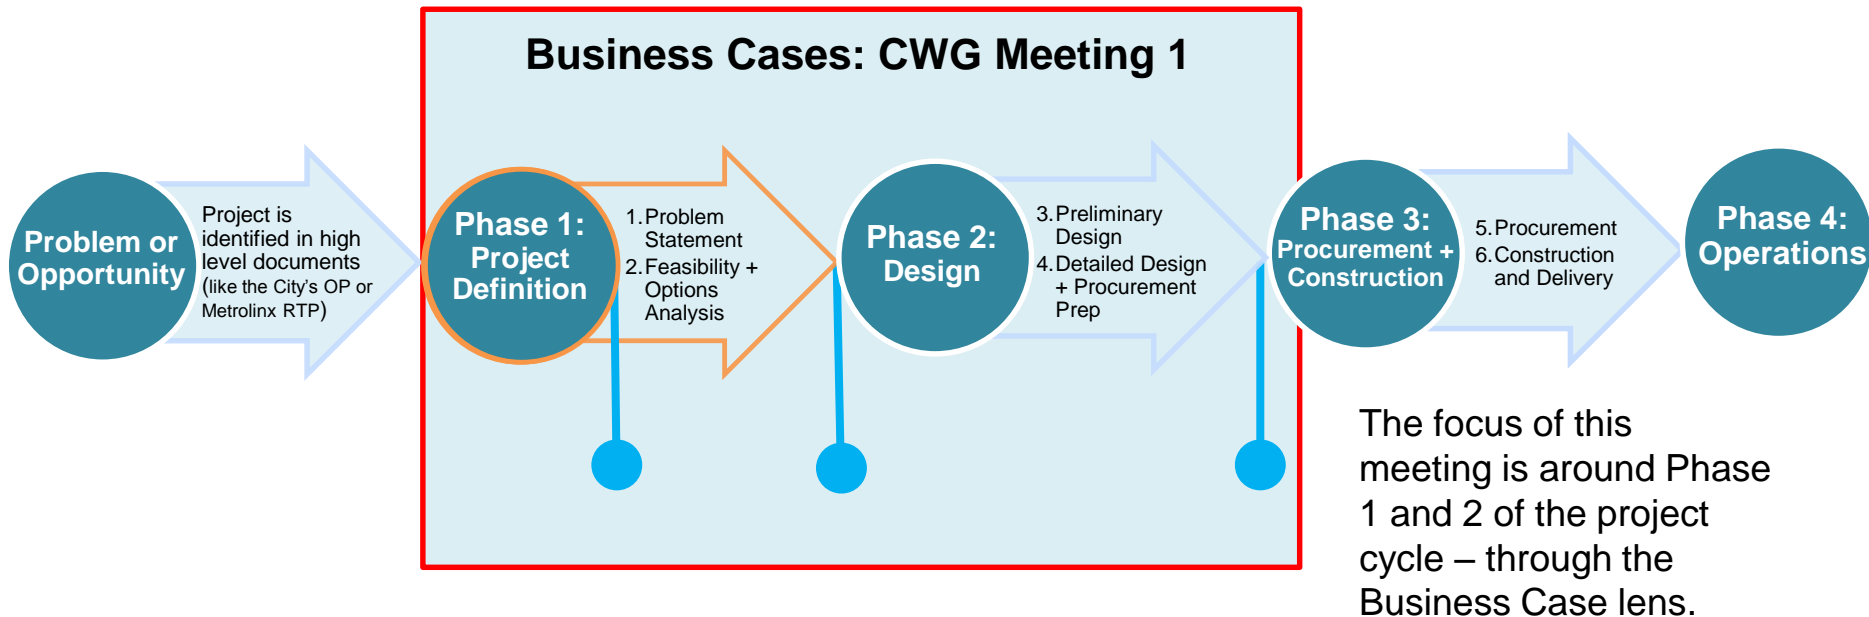 Business Cases: CWG Meeting 1
Problem or
Opportunity
Project is
identified in high
level documents
(like the City's OP or
Metrolinx RTP)
Phase 1:
Project
Definition
1.Problem
Statement
2.Feasibility +
Options
Analysis
Phase 2:
Design
3.Preliminary
Design
4.Detailed Design
+ Procurement
Prep
Phase 3:
Procurement +
Construction
5.Procurement
6.Construction
and Delivery
Phase 4:
Operations
The focus of this
meeting is around Phase
1 and 2 of the project
cycle – through the
Business Case lens.